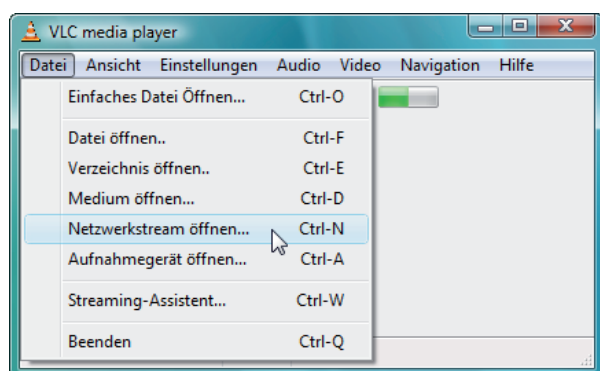 VLC media player
Datei Ansicht Einstellungen Audio Video Navigation Hilfe
Einfaches Datei Öffnen... Ctrl-O
Datei öffnen.. Ctrl-F
Verzeichnis öffnen.. Ctrl-E
Medium öffnen... Ctrl-D
Netzwerkstream öffnen... Ctrl-N
Aufnahmegerät öffnen... Ctrl-A
Streaming-Assistent... Ctrl-W
Beenden Ctrl-Q